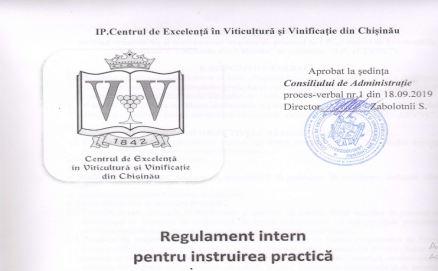 IP.Centrul de Excelență în Viticultură și Vinificație din Chișinău
Aprobat la ședința
Consiliului de Administrație
proces-verbal nr.1 din 18.09.2019
Director Zabolotnîi S.
V V
1842
Centrul de Excelență
în Viticultură și Vinificație
din Chișinău
Regulament intern
pentru instruirea practică